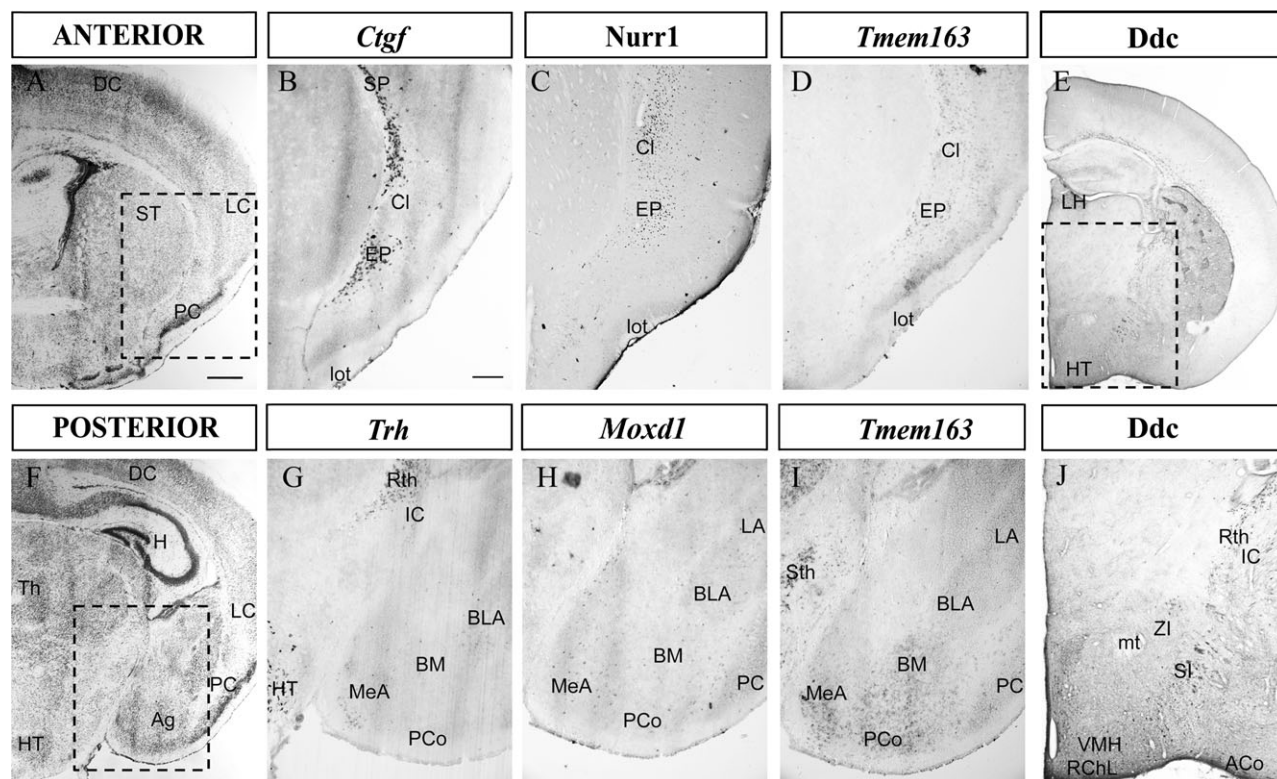 ANTERIOR Ctgf Nurr1 Tmem163 Ddc
A DC ST LC PC
B SP Cl EP lot
C Cl EP lot
D Cl EP lot
E LH HT
POSTERIOR Trh Moxd1 Tmem163 Ddc
F DC H Th LC PC Ag HT
G Rth IC BLA BM HT MeA PCo
H LA BLA BM MeA PC PCo
I LA Sth BLA BM MeA PC PCo
J Rth IC ZI mt SI VMH RChL ACo